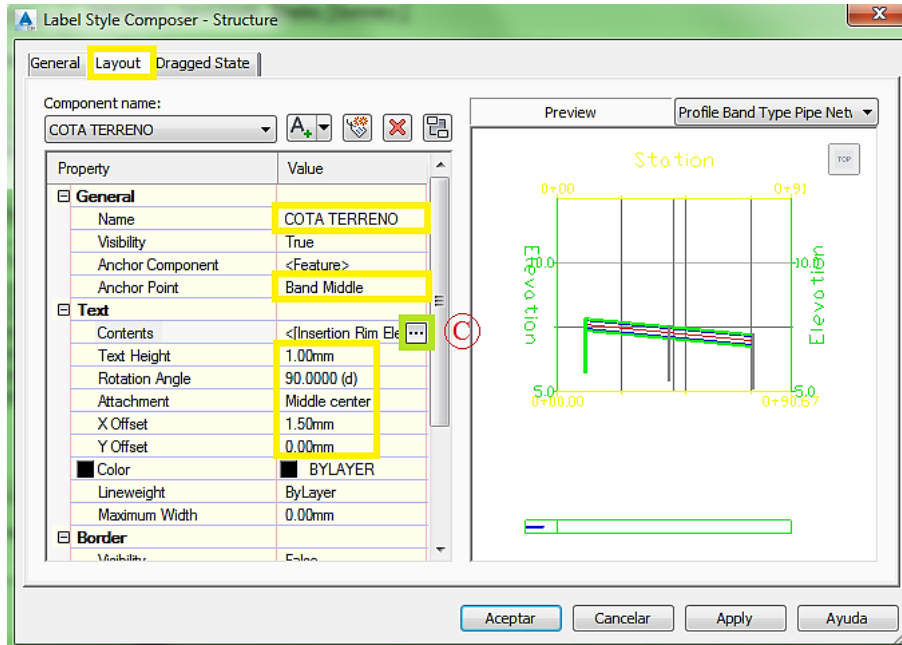 Label Style Composer - Structure
General Layout Dragged State
Component name:
COTA TERRENO
Preview
Profile Band Type Pipe Netv
Property Value
General
Name COTA TERRENO
Visibility True
Anchor Component <Feature>
Anchor Point Band Middle
Text
Contents <[Insertion Rim Ele ...
Text Height 1.00mm
Rotation Angle 90.0000 (d)
Attachment Middle center
X Offset 1.50mm
Y Offset 0.00mm
Color BYLAYER
Lineweight ByLayer
Maximum Width 0.00mm
Border
Visibility False
C
TOP
Station
0+00 0+91
Elevation
10.0 10.0
Elevation
5.0 5.0
0+00.00 0+90.67
Aceptar Cancelar Apply Ayuda